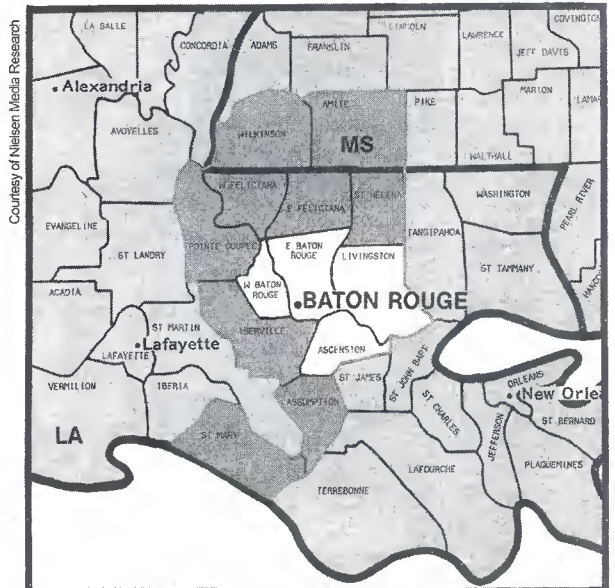 Courtesy of Nielsen Media Research
LA SALLE
CONCORDIA
ADAMS
FRANKLIN
LINCOLN
LAWRENCE
JEFF DAVIS
COVINGTON
Alexandria
AVOYELLES
WILKINSON
AMITE
PIKE
MARION
LAMAR
MS
WALTHALL
W FELICIANA
E FELICIANA
ST HELENA
WASHINGTON
PEARL RIVER
EVANGELINE
ST LANDRY
POINTE COUPEE
E BATON
ROUGE
LIVINGSTON
TANGIPAHOA
ST TAMMANY
HANCO
W BATON
ROUGE
BATON ROUGE
ACADIA
ST MARTIN
Lafayette
LAFAYETTE
IBERVILLE
ASCENSION
ST JAMES
ST JOHN BAPT
ORLEANS
New Orlea
VERMILION
IBERIA
ASSUMPTION
ST CHARLES
JEFFERSON
ST BERNARD
LA
ST MARY
LAFOURCHE
PLAQUEMINES
TERREBONNE